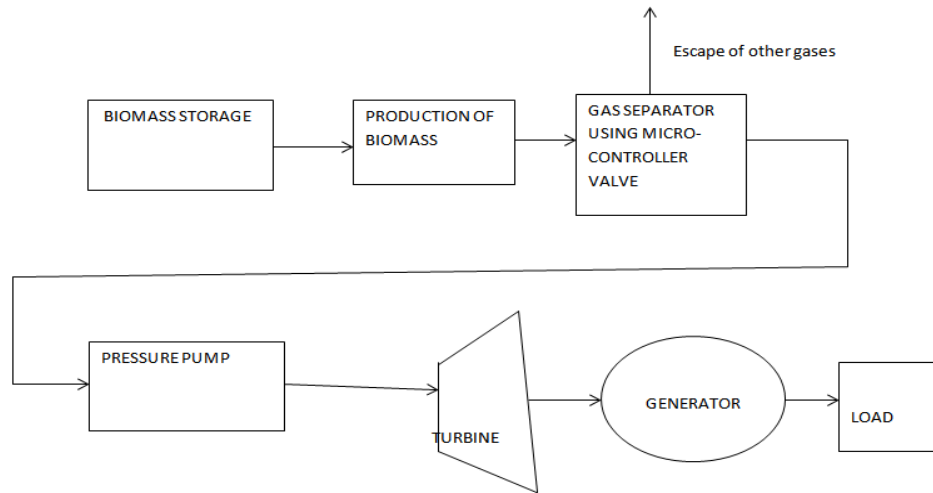 Escape of other gases
BIOMASS STORAGE
PRODUCTION OF
BIOMASS
GAS SEPARATOR
USING MICRO-
CONTROLLER
VALVE
PRESSURE PUMP
TURBINE
GENERATOR
LOAD